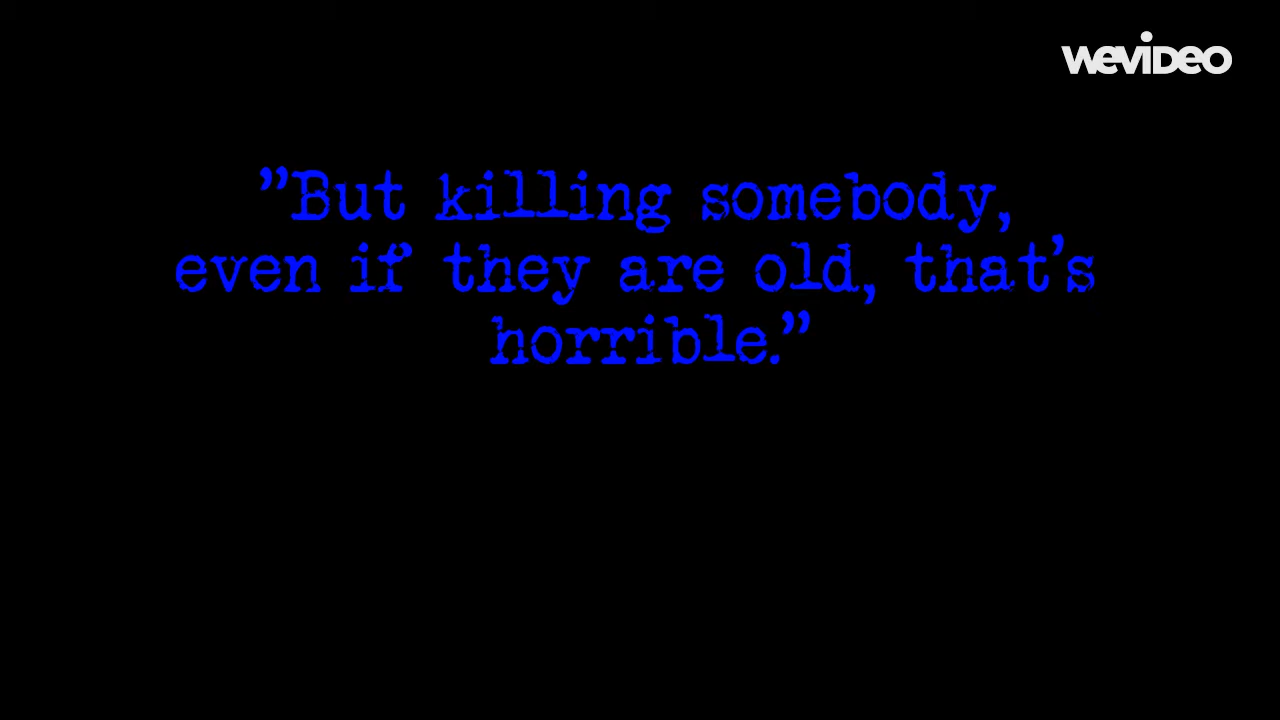 WEVIDEO
”But killing somebody,
even if they are old, that’s
horrible.”